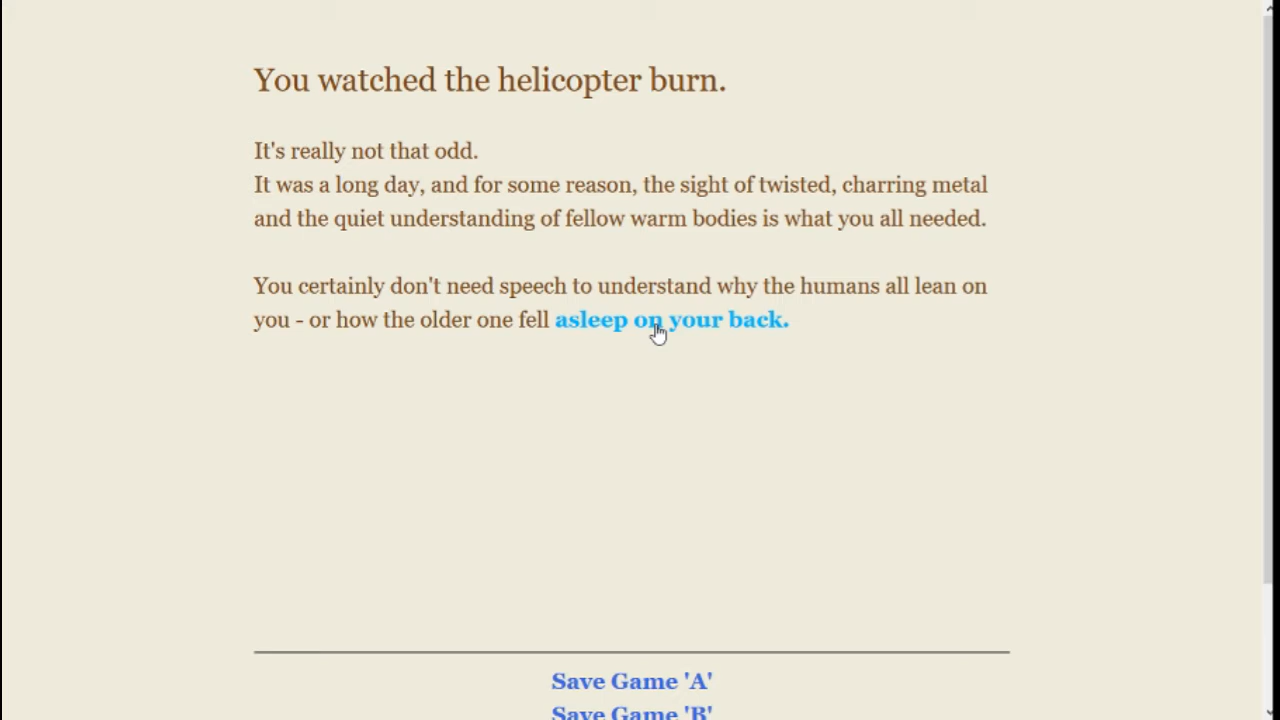 You watched the helicopter burn.
It's really not that odd.
It was a long day, and for some reason, the sight of twisted, charring metal
and the quiet understanding of fellow warm bodies is what you all needed.
You certainly don't need speech to understand why the humans all lean on
you - or how the older one fell asleep on your back.
Save Game 'A'
Save Game 'B'